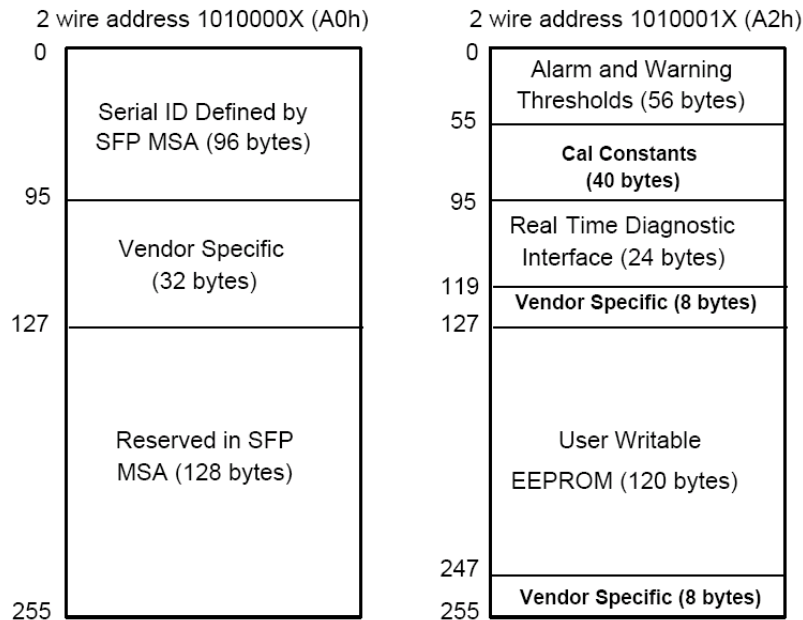 2 wire address 1010000X (A0h)
0
Serial ID Defined by
SFP MSA (96 bytes)
95
Vendor Specific
(32 bytes)
127
Reserved in SFP
MSA (128 bytes)
255
2 wire address 1010001X (A2h)
0
Alarm and Warning
Thresholds (56 bytes)
55
Cal Constants
(40 bytes)
95
Real Time Diagnostic
Interface (24 bytes)
119
Vendor Specific (8 bytes)
127
User Writable
EEPROM (120 bytes)
247
Vendor Specific (8 bytes)
255